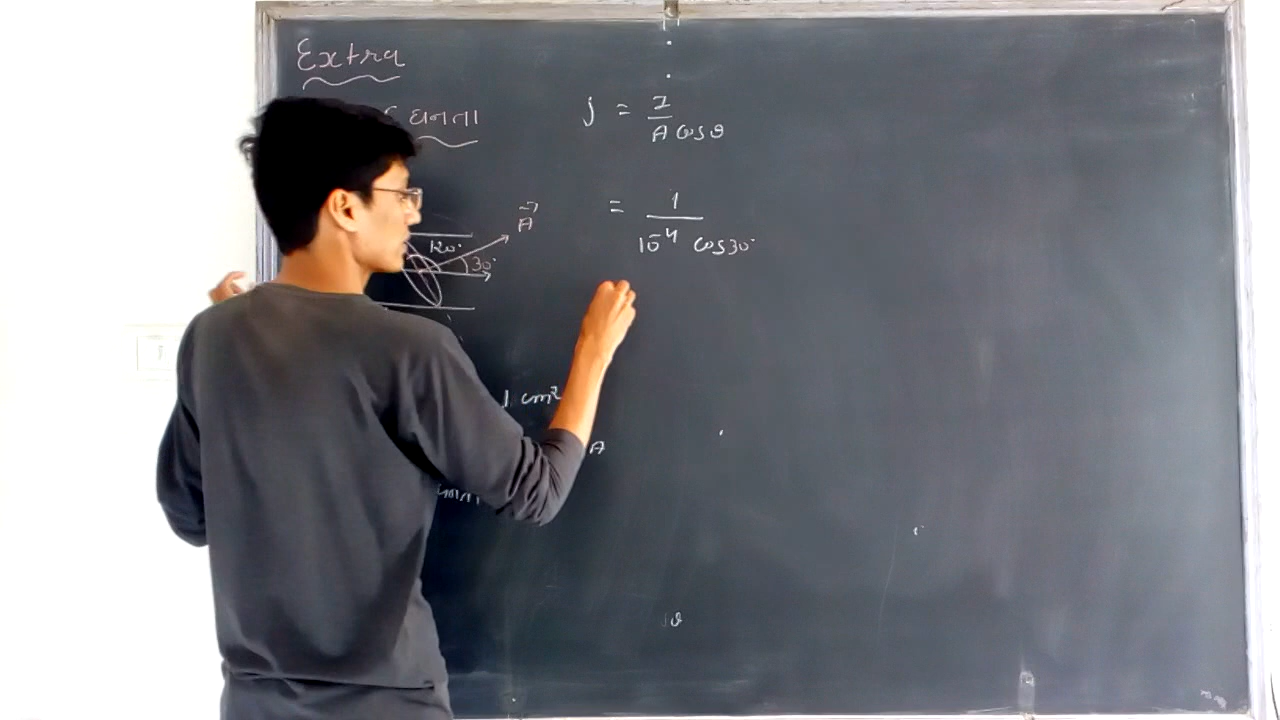 Extra
ઘનતા
J = I / A cosθ
= 1 / 10⁻⁴ cos30°
A⃗
120°
30°
1 cm²
A
θ